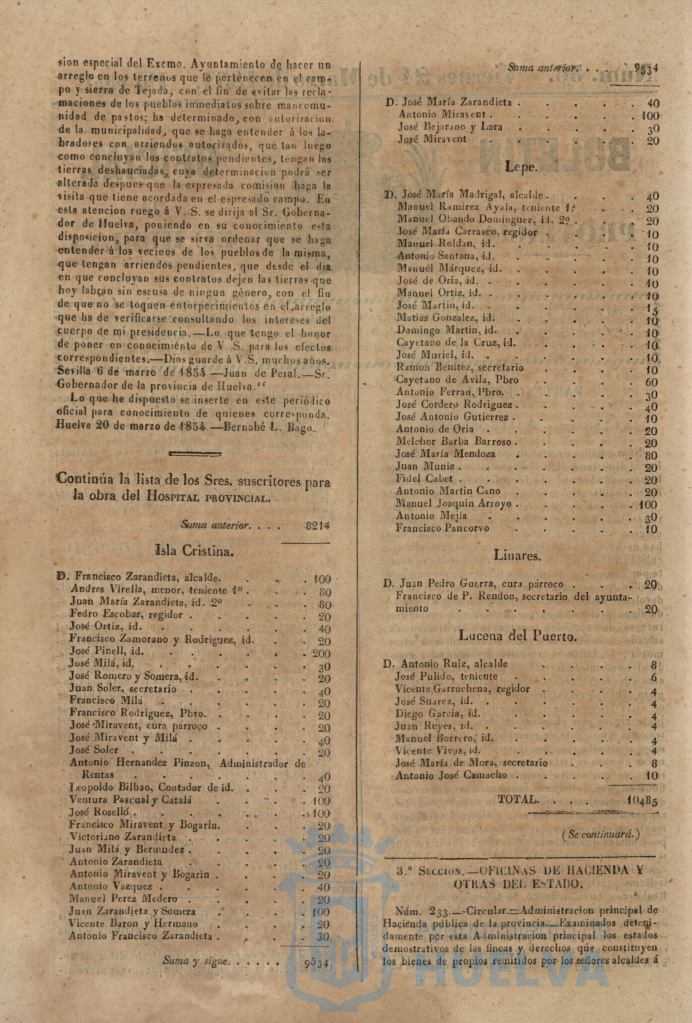 sion especial del Excmo. Ayuntamiento de hacer un
arreglo en los terrenos que le pertenecen en el cam-
po y sierra de Tejada, con el fin de evitar las recla-
maciones de los pueblos inmediatos sobre mancomu-
nidad de pastos; ha determinado, con autorizacion
de la municipalidad, que se haga entender á los la-
bradores con arriendos autorizados, que tan luego
como concluyan los contratos pendientes, tengan las
tierras deshauciadas, cuya determinacion podrá ser
alterada despues que la espresada comision haga la
visita que tiene acordada en el espresado campo. En
esta atencion ruego á V. S. se dirija al Sr. Goberna-
dor de Huelva, poniendo en su conocimiento esta
disposicion, para que se sirva ordenar que se haga
entender á los vecinos de los pueblos de la misma,
que tengan arriendos pendientes, que desde el dia
en que concluyan sus contratos dejen las tierras que
hoy labran sin escusa de ningun género, con el fin
de que no se toquen entorpecimientos en el arreglo
que ha de verificarse consultando los intereses del
cuerpo de mi presidencia.—Lo que tengo el honor
de poner en conocimiento de V S. para los efectos
correspondientes.—Dios guarde á V. S. muchos años.
Sevilla 6 de marzo de 1854—Juan de Peral.—Sr.
Gobernador de la provincia de Huelva."
Lo que he dispuesto se inserte en este periódico
oficial para conocimiento de quienes corresponda.
Huelva 20 de marzo de 1854.—Bernabé L. Bago.
Continúa la lista de los Sres. suscritores para
la obra del HOSPITAL PROVINCIAL.
Suma anterior. . . . 8214
Isla Cristina.
D. Francisco Zarandieta, alcalde. . . . 100
Andres Virella, menor, teniente 1º . . . 80
Juan María Zarandieta, id. 2º . . . 80
Pedro Escobar, regidor . . . . 20
José Ortiz, id. . . . . . 40
Francisco Zamorano y Rodriguez, id. . . 20
José Pinell, id. . . . . . 200
José Milá, id. . . . . . 30
José Romero y Somera, id. . . . 20
Juan Soler, secretario . . . . 40
Francisco Milá . . . . . 20
Francisco Rodriguez, Pbro. . . . . 20
José Miravent, cura párroco . . . . 20
José Miravent y Milá . . . . 40
José Soler . . . . . . 20
Antonio Hernandez Pinzon, Administrador de
Rentas . . . . . . 40
Leopoldo Bilbao, Contador de id. . . . 20
Ventura Pascual y Catalá . . . . 100
José Roselló . . . . . . 100
Francisco Miravent y Bogarin. . . . 20
Victoriano Zarandieta . . . . 20
Juan Milá y Bermudez . . . . 20
Antonio Zarandieta . . . . 20
Antonio Miravent y Bogarin . . . . 20
Antonio Vazquez . . . . . 40
Manuel Perez Medero . . . . 20
Juan Zarandieta y Somera . . . . 100
Vicente Baron y Hermano . . . . 20
Antonio Francisco Zarandieta . . . . 30
Suma y sigue. . . . . . 9534
Suma anterior. . . . 9534
D. José María Zarandieta . . . . . 40
Antonio Miravent . . . . . 100
José Bejarano y Lara . . . . 30
José Miravent . . . . . 20
Lepe.
D. José María Madrigal, alcalde . . . . 40
Manuel Ramirez Ayala, teniente 1.º . . 20
Manuel Obando Dominguez, id. 2º . . . 20
José María Carrasco, regidor . . . . 10
Manuel Roldan, id. . . . . 10
Antonio Santana, id. . . . . 10
Manuel Márquez, id. . . . . 10
José de Oria, id. . . . . . 10
Manuel Ortiz, id. . . . . . 10
José Martin, id. . . . . . 15
Matias Gonzalez, id. . . . . 10
Domingo Martin, id. . . . . 10
Cayetano de la Cruz, id. . . . . 10
José Muriel, id. . . . . . 10
Ramon Benitez, secretario . . . . 10
Cayetano de Avila, Pbro . . . . 60
Antonio Ferran, Pbro. . . . . 30
José Cordero Rodriguez . . . . 40
José Antonio Gutierrez . . . . 10
Antonio de Oria . . . . . 20
Melchor Barba Barroso . . . . 20
José María Mendoza . . . . 80
Juan Muniz . . . . . . 20
Fidel Cabet . . . . . . 20
Antonio Martin Cano . . . . 20
Manuel Joaquin Arroyo . . . . 100
Antonio Mejía . . . . . 30
Francisco Pancorvo . . . . 10
Linares.
D. Juan Pedro Guerra, cura párroco . . . 20
Francisco de P. Rendon, secretario del ayunta-
miento . . . . . . 20
Lucena del Puerto.
D. Antonio Ruiz, alcalde . . . . 8
José Pulido, teniente . . . . 6
Vicente Garrochena, regidor . . . . 4
José Suarez, id. . . . . . 4
Diego Garcia, id. . . . . . 4
Juan Reyes, id. . . . . . 4
Manuel Borrero, id. . . . . 4
Vicente Vivas, id. . . . . 4
José María de Mora, secretario . . . 8
Antonio José Camacho . . . . 10
TOTAL. . . . 10485
(Se continuará.)
3.ª SECCION.—OFICINAS DE HACIENDA Y
OTRAS DEL ESTADO.
Núm. 233.—Circular.=Administracion principal de
Hacienda pública de la provincia.—Examinados deteni-
damente por esta Administracion principal los estados
demostrativos de las fincas y derechos que constituyen
los bienes de propios remitidos por los señores alcaldes á
HUELVA